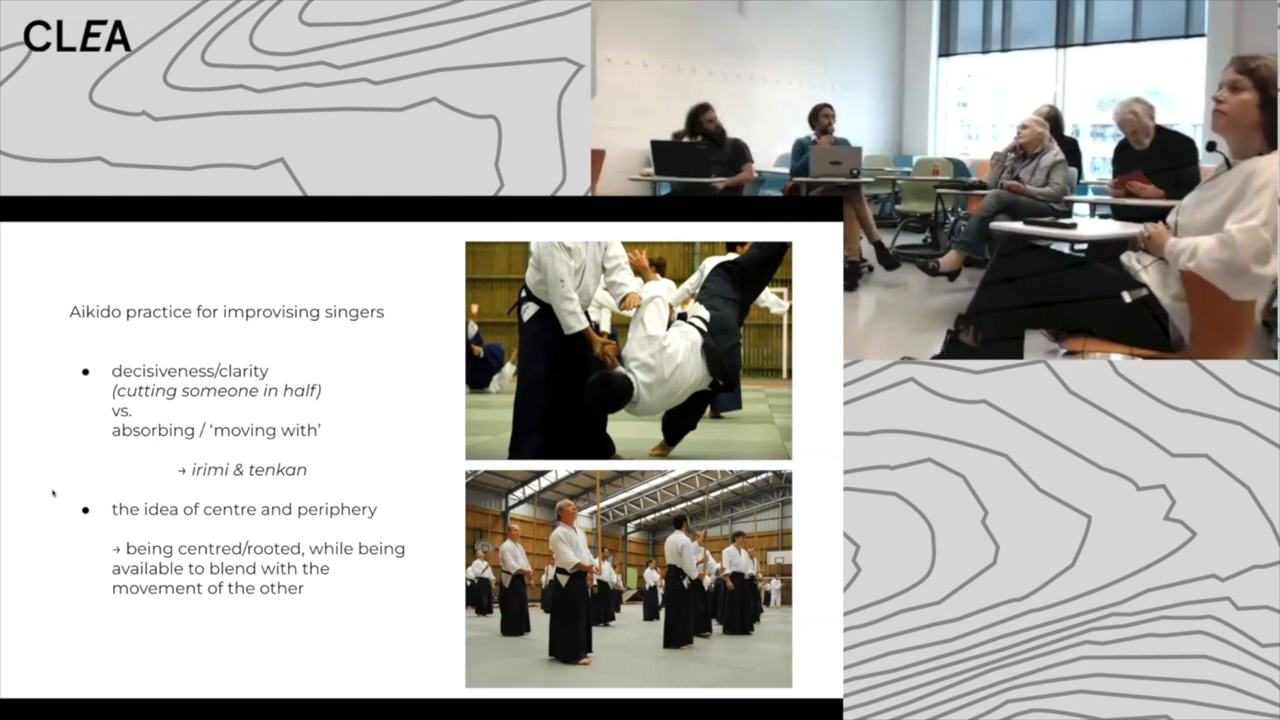 CLEA
Aikido practice for improvising singers
● decisiveness/clarity
(cutting someone in half)
vs.
absorbing / ‘moving with’
→ irimi & tenkan
● the idea of centre and periphery
→ being centred/rooted, while being
available to blend with the
movement of the other